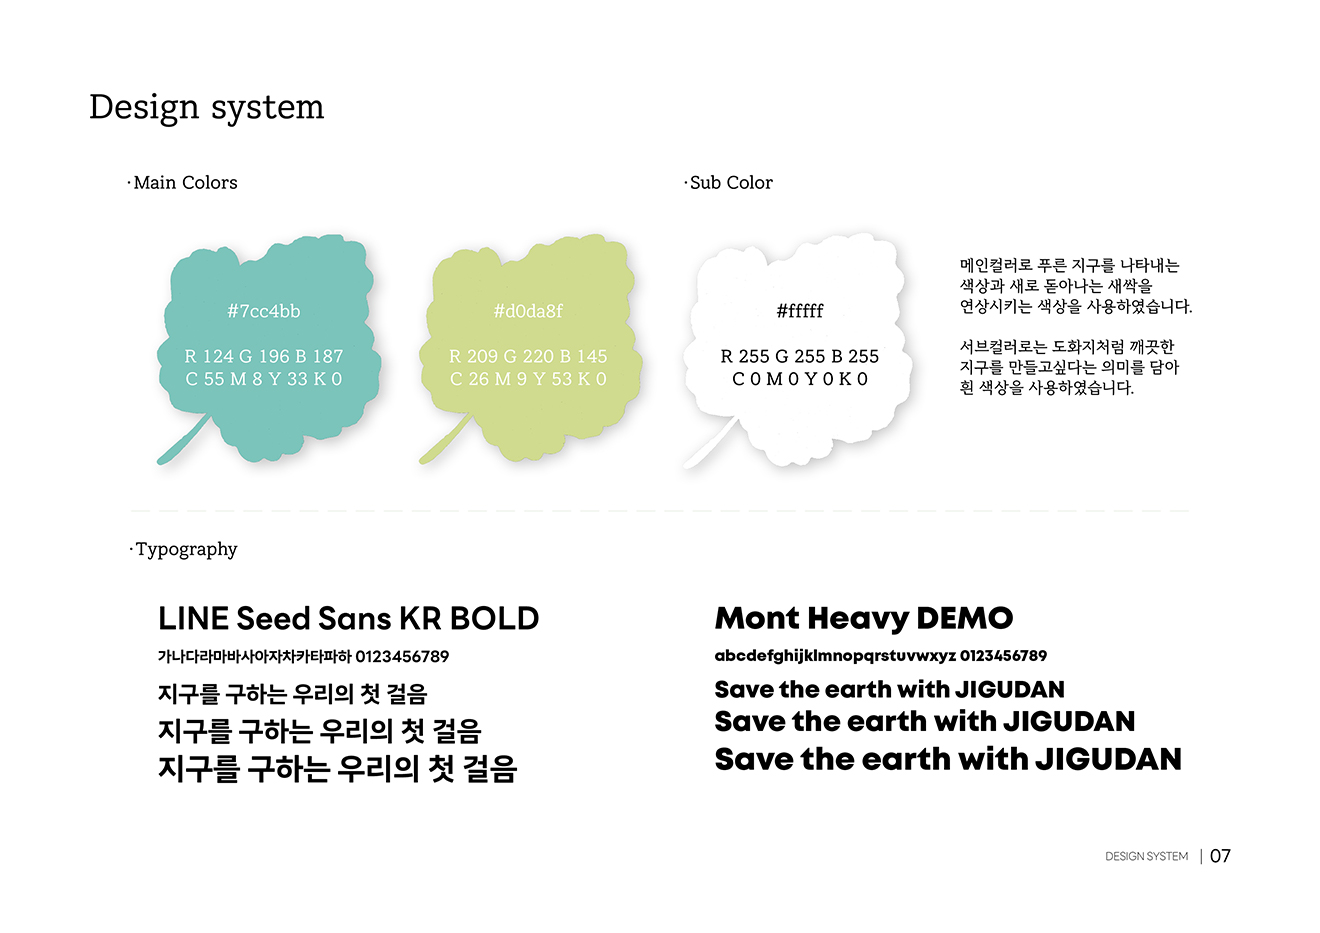 Design system
·Main Colors
·Sub Color
#7cc4bb
R 124 G 196 B 187
C 55 M 8 Y 33 K 0
#d0da8f
R 209 G 220 B 145
C 26 M 9 Y 53 K 0
#fffff
R 255 G 255 B 255
C 0 M 0 Y 0 K 0
메인컬러로 푸른 지구를 나타내는
색상과 새로 돋아나는 새싹을
연상시키는 색상을 사용하였습니다.
서브컬러로는 도화지처럼 깨끗한
지구를 만들고싶다는 의미를 담아
흰 색상을 사용하였습니다.
·Typography
LINE Seed Sans KR BOLD
가나다라마바사아자차카타파하 0123456789
지구를 구하는 우리의 첫 걸음
지구를 구하는 우리의 첫 걸음
지구를 구하는 우리의 첫 걸음
Mont Heavy DEMO
abcdefghijklmnopqrstuvwxyz 0123456789
Save the earth with JIGUDAN
Save the earth with JIGUDAN
Save the earth with JIGUDAN
DESIGN SYSTEM | 07